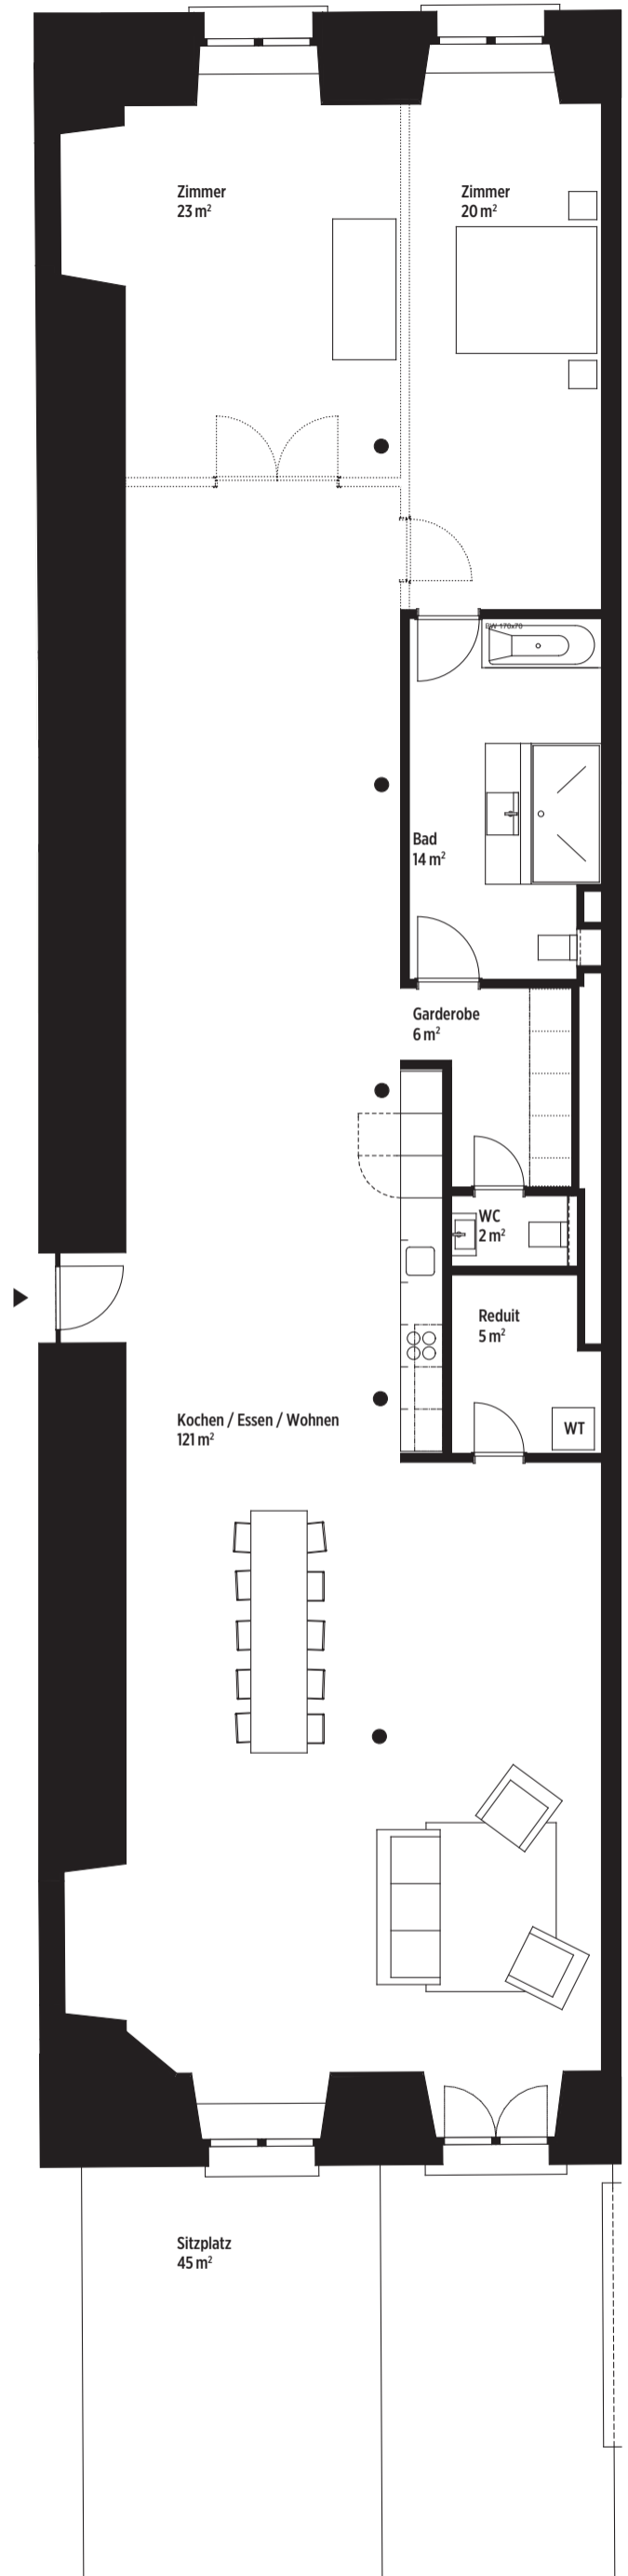 Zimmer
23 m²
Zimmer
20 m²
BW 170x70
Bad
14 m²
Garderobe
6 m²
WC
2 m²
Reduit
5 m²
WT
Kochen / Essen / Wohnen
121 m²
Sitzplatz
45 m²